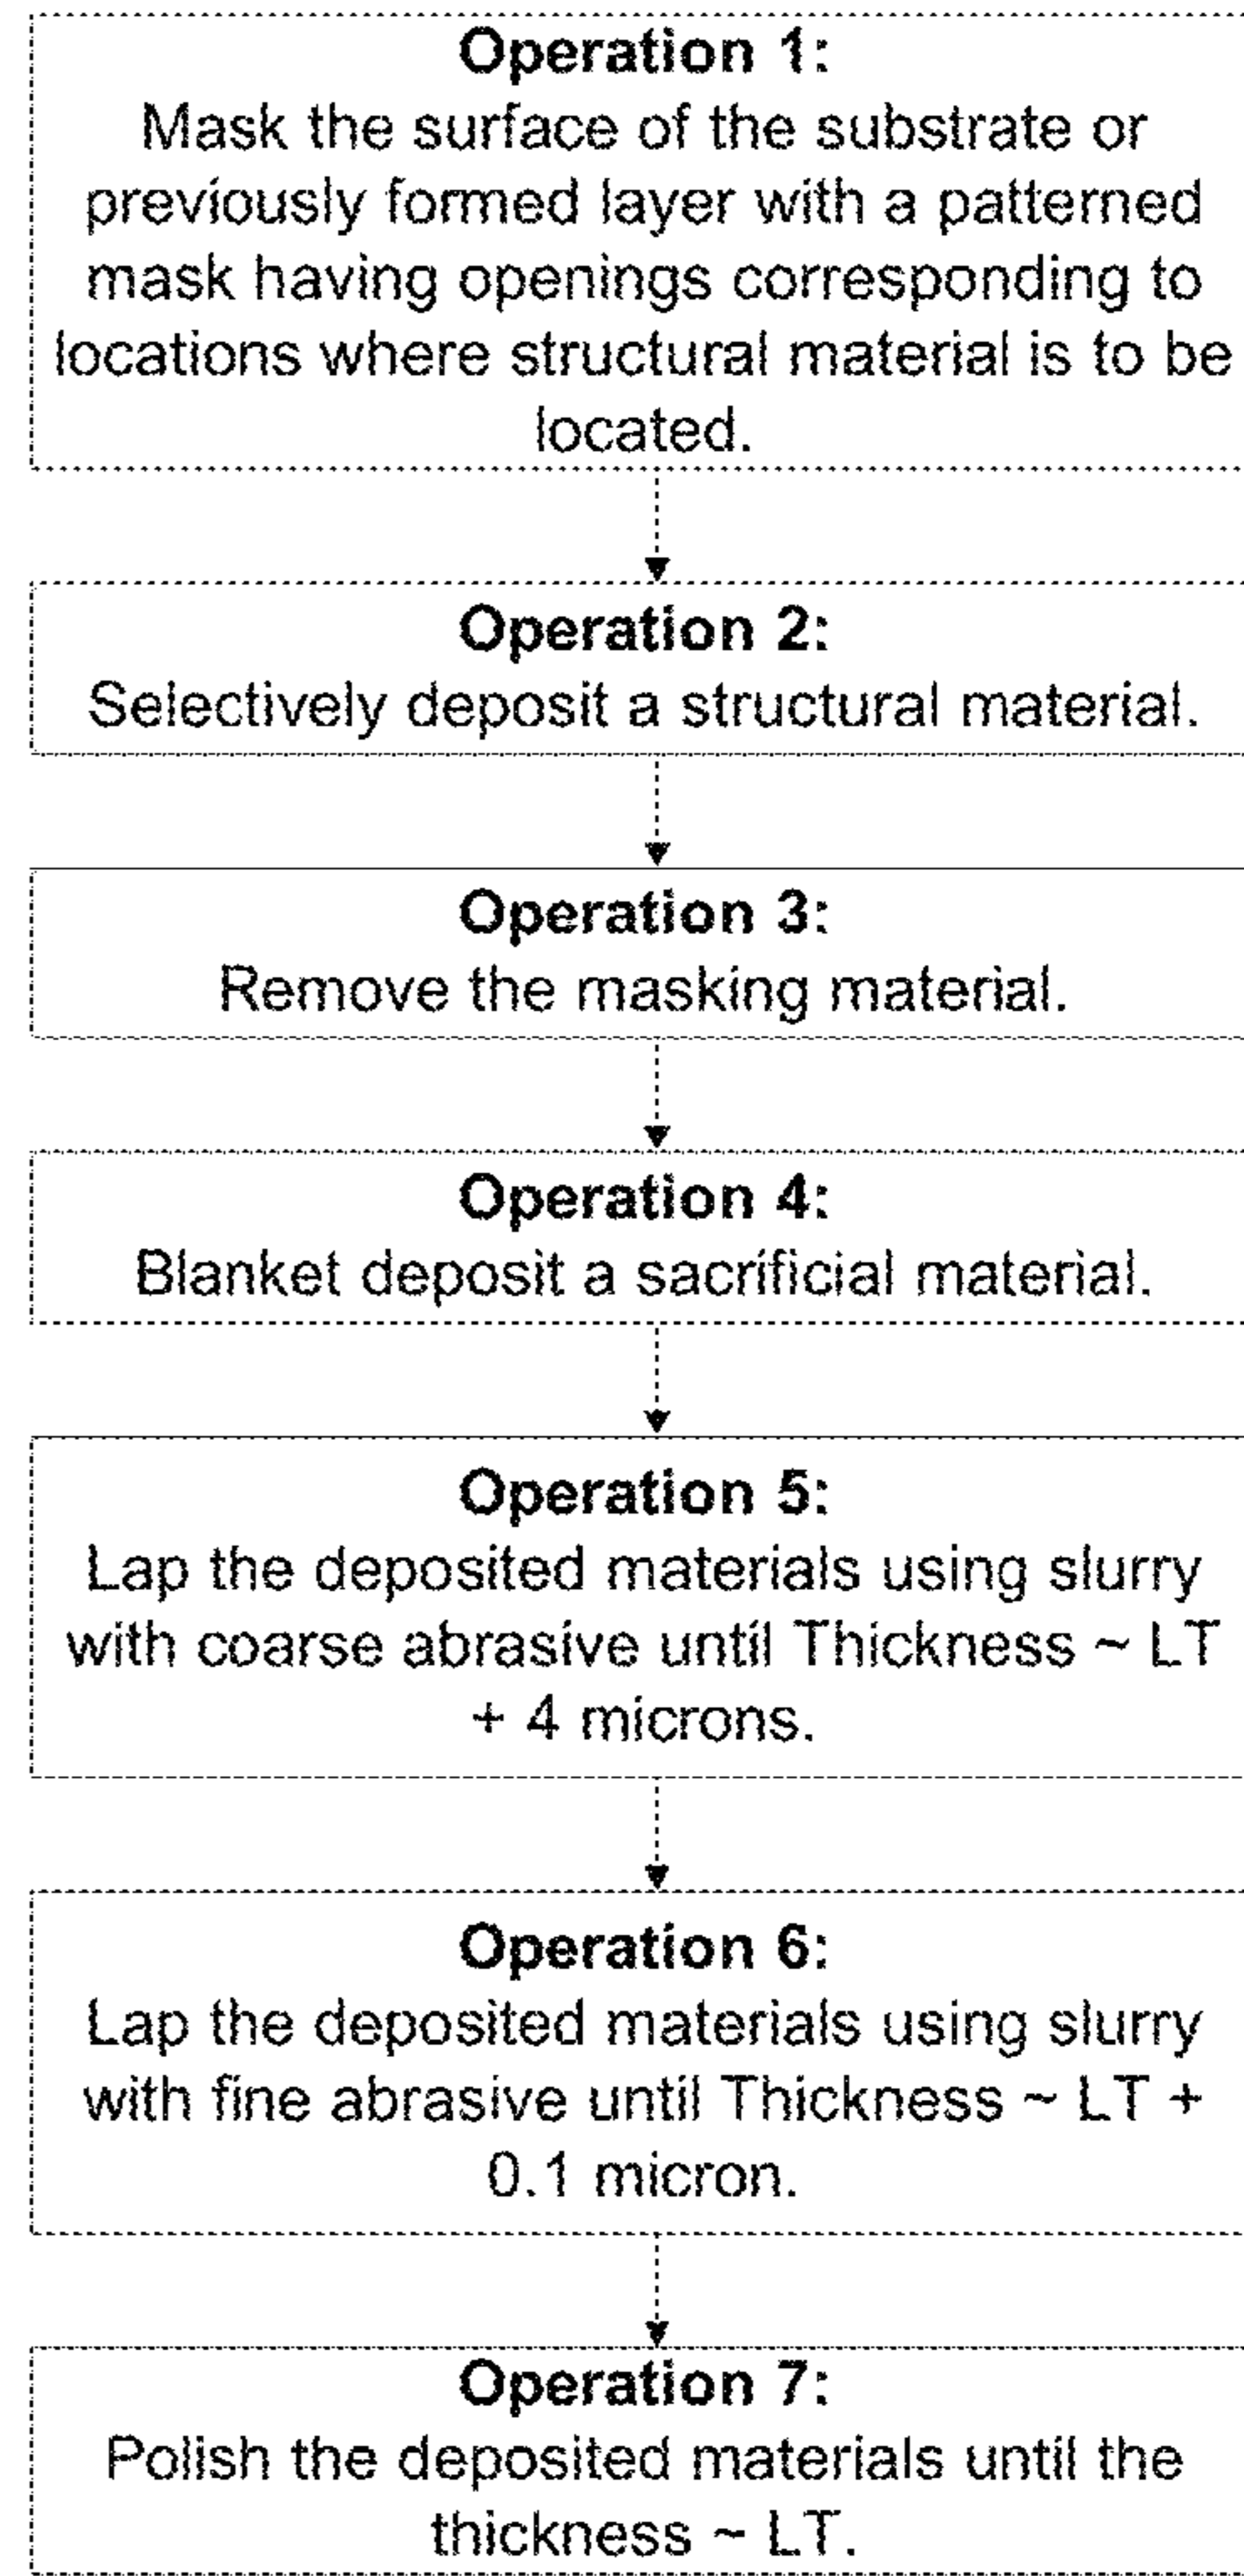 Operation 1:
Mask the surface of the substrate or
previously formed layer with a patterned
mask having openings corresponding to
locations where structural material is to be
located.
Operation 2:
Selectively deposit a structural material.
Operation 3:
Remove the masking material.
Operation 4:
Blanket deposit a sacrificial material.
Operation 5:
Lap the deposited materials using slurry
with coarse abrasive until Thickness ~ LT
+ 4 microns.
Operation 6:
Lap the deposited materials using slurry
with fine abrasive until Thickness ~ LT +
0.1 micron.
Operation 7:
Polish the deposited materials until the
thickness ~ LT.